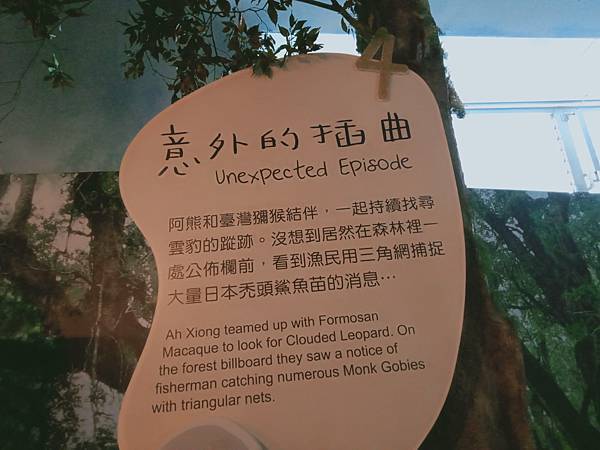 4
意外的插曲
Unexpected Episode
阿熊和臺灣獼猴結伴，一起持續找尋
雲豹的蹤跡。沒想到居然在森林裡一
處公佈欄前，看到漁民用三角網捕捉
大量日本禿頭鯊魚苗的消息…
Ah Xiong teamed up with Formosan
Macaque to look for Clouded Leopard. On
the forest billboard they saw a notice of
fisherman catching numerous Monk Gobies
with triangular nets.